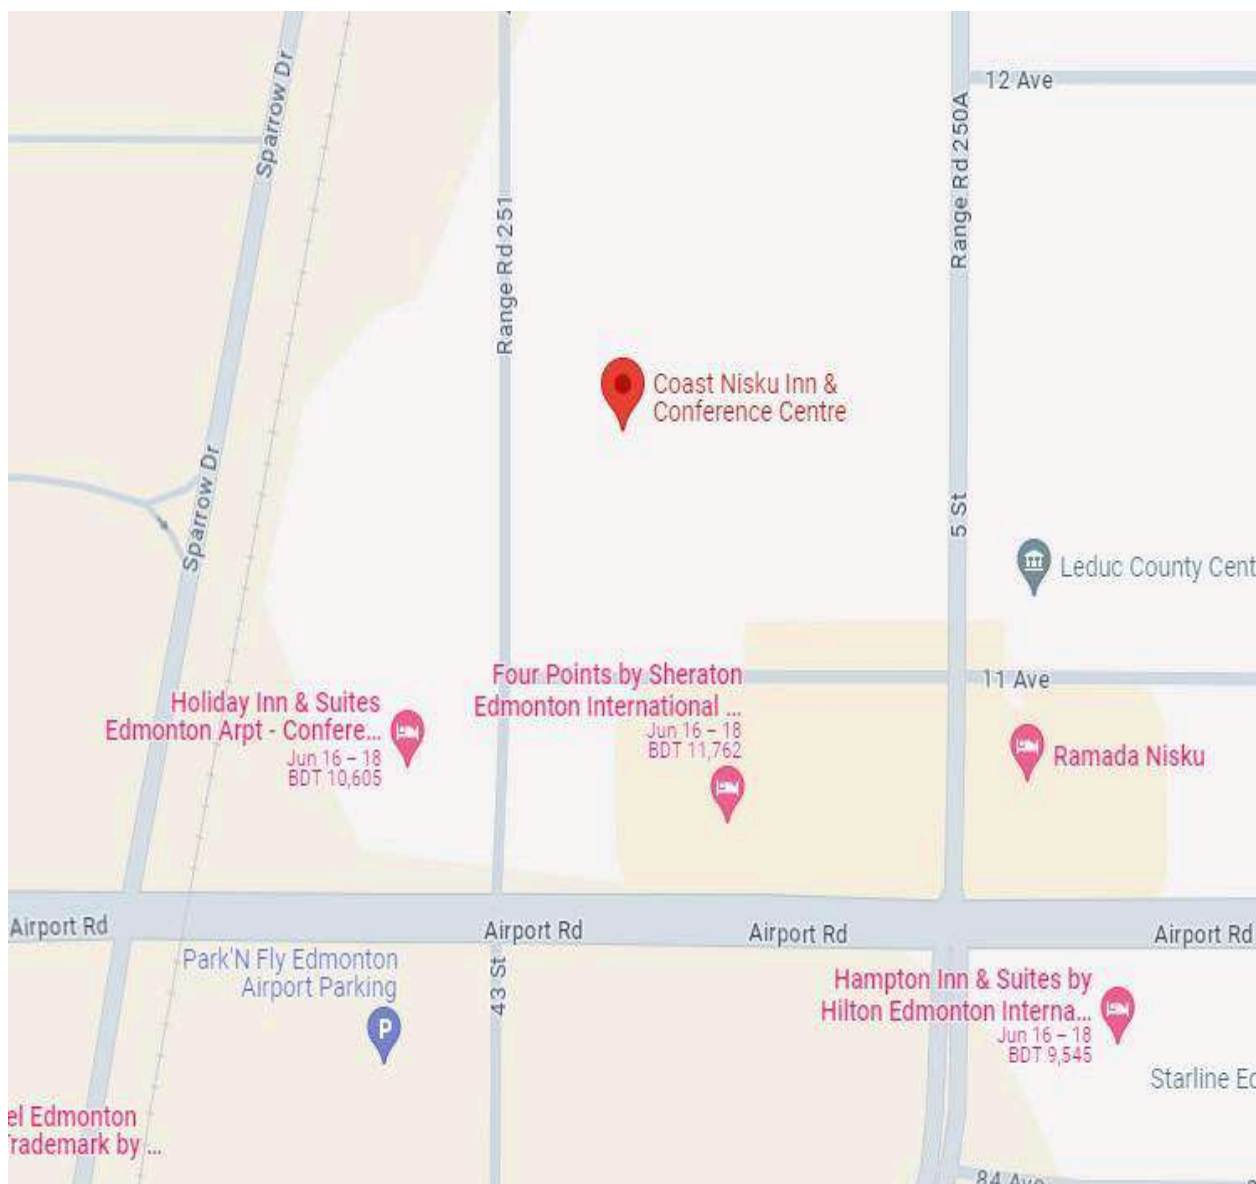 Sparrow Dr
12 Ave
Range Rd 250A
Range Rd 251
Coast Nisku Inn &
Conference Centre
Sparrow Dr
5 St
Leduc County Cent
Four Points by Sheraton
Edmonton International ...
Jun 16 – 18
BDT 11,762
11 Ave
Holiday Inn & Suites
Edmonton Arpt - Confere...
Jun 16 – 18
BDT 10,605
Ramada Nisku
Airport Rd
Airport Rd
Airport Rd
Airport Rd
Park'N Fly Edmonton
Airport Parking
P
43 St
Hampton Inn & Suites by
Hilton Edmonton Interna...
Jun 16 – 18
BDT 9,545
Starline Ed
el Edmonton
Trademark by ...
84 Ave